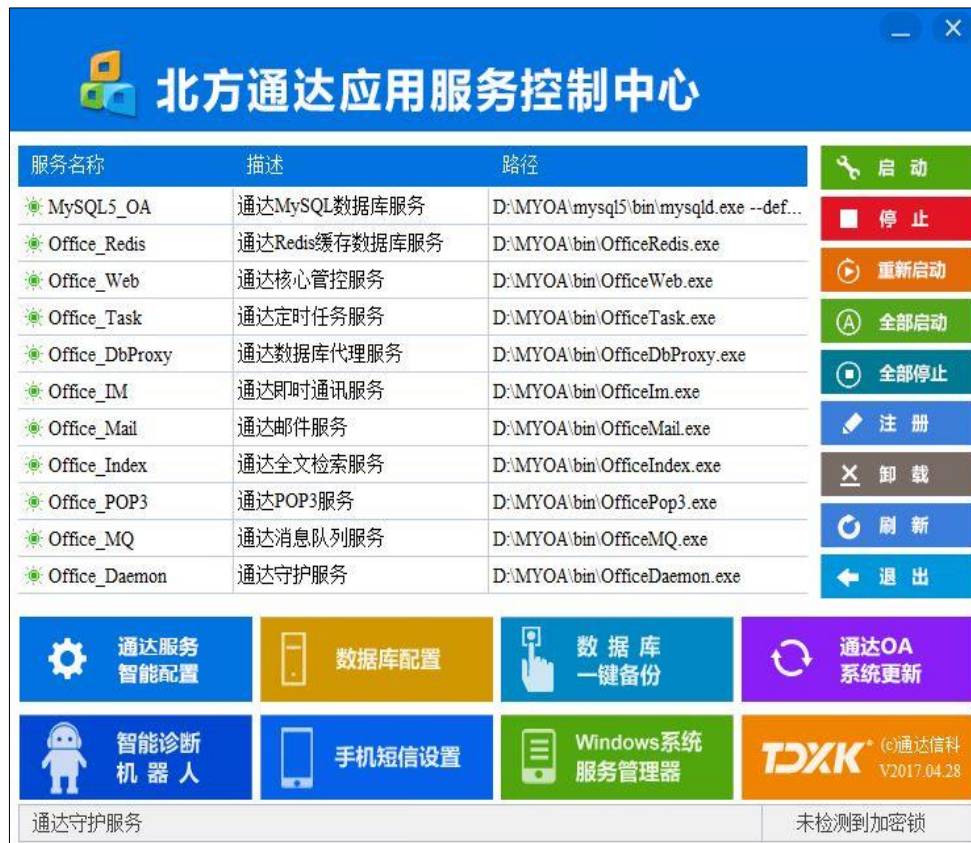 北方通达应用服务控制中心
服务名称 描述 路径
MySQL5_OA 通达MySQL数据库服务 D:\MYOA\mysql5\bin\mysqld.exe --def...
Office_Redis 通达Redis缓存数据库服务 D:\MYOA\bin\OfficeRedis.exe
Office_Web 通达核心管控服务 D:\MYOA\bin\OfficeWeb.exe
Office_Task 通达定时任务服务 D:\MYOA\bin\OfficeTask.exe
Office_DbProxy 通达数据库代理服务 D:\MYOA\bin\OfficeDbProxy.exe
Office_IM 通达即时通讯服务 D:\MYOA\bin\OfficeIm.exe
Office_Mail 通达邮件服务 D:\MYOA\bin\OfficeMail.exe
Office_Index 通达全文检索服务 D:\MYOA\bin\OfficeIndex.exe
Office_POP3 通达POP3服务 D:\MYOA\bin\OfficePop3.exe
Office_MQ 通达消息队列服务 D:\MYOA\bin\OfficeMQ.exe
Office_Daemon 通达守护服务 D:\MYOA\bin\OfficeDaemon.exe
启 动
停 止
重新启动
A 全部启动
全部停止
注 册
卸 载
刷 新
退 出
通达服务
智能配置
数据库配置
数 据 库
一键备份
通达OA
系统更新
智能诊断
机 器 人
手机短信设置
Windows系统
服务管理器
TDXK (c)通达信科
V2017.04.28
通达守护服务 未检测到加密锁